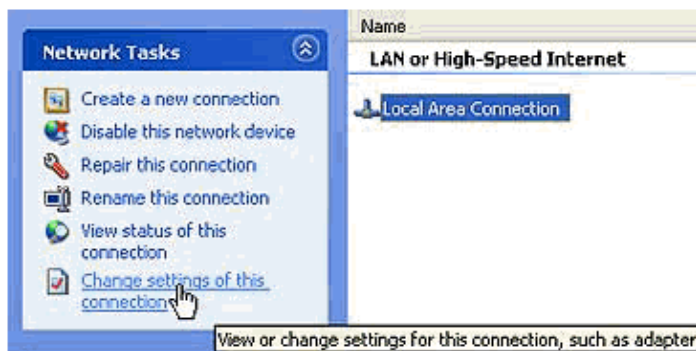 Network Tasks
Create a new connection
Disable this network device
Repair this connection
Rename this connection
View status of this
connection
Change settings of this
connection
Name
LAN or High-Speed Internet
Local Area Connection
View or change settings for this connection, such as adapter